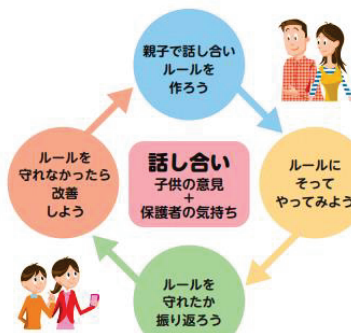 親子で話し合い
ルールを
作ろう
ルールに
そって
やってみよう
ルールを
守れたか
振り返ろう
ルールを
守れなかったら
改善
しよう
話し合い
子供の意見
+
保護者の気持ち